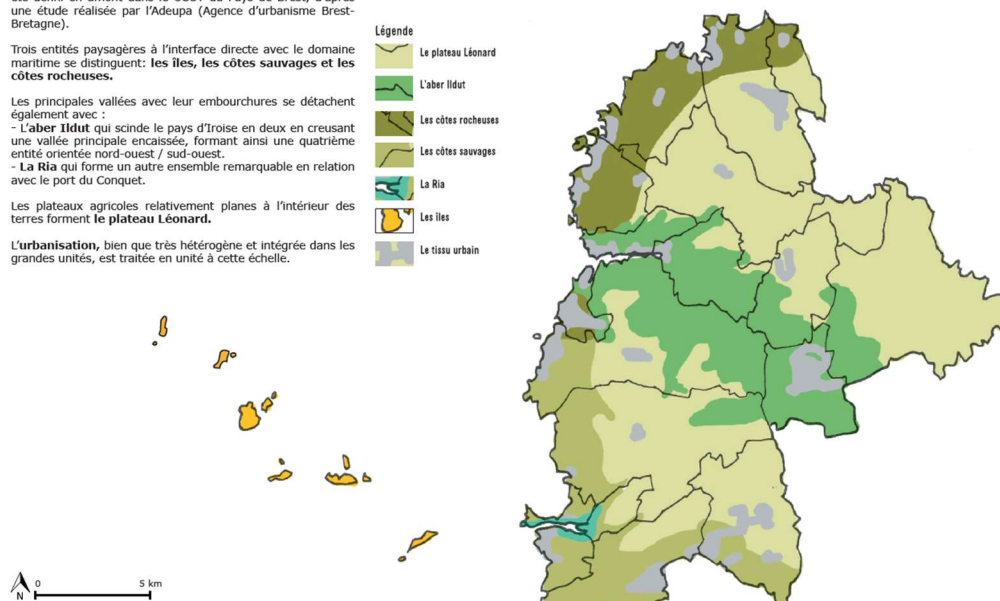 une étude réalisée par l'Adeupa (Agence d'urbanisme Brest-
Bretagne).
Trois entités paysagères à l'interface directe avec le domaine
maritime se distinguent: les îles, les côtes sauvages et les
côtes rocheuses.
Les principales vallées avec leur embourchures se détachent
également avec :
- L'aber Ildut qui scinde le pays d'Iroise en deux en creusant
une vallée principale encaissée, formant ainsi une quatrième
entité orientée nord-ouest / sud-ouest.
- La Ria qui forme un autre ensemble remarquable en relation
avec le port du Conquet.
Les plateaux agricoles relativement planes à l'intérieur des
terres forment le plateau Léonard.
L'urbanisation, bien que très hétérogène et intégrée dans les
grandes unités, est traitée en unité à cette échelle.
Légende
Le plateau Léonard
L'aber Ildut
Les côtes rocheuses
Les côtes sauvages
La Ria
Les îles
Le tissu urbain
N
0 5 km